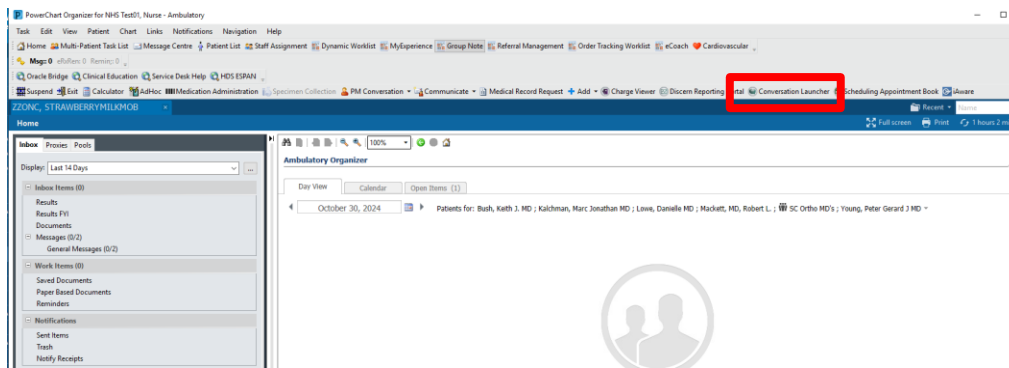 PowerChart Organizer for NHS Test01, Nurse - Ambulatory
Task Edit View Patient Chart Links Notifications Navigation Help
Home Multi-Patient Task List Message Centre Patient List Staff Assignment Dynamic Worklist MyExperience Group Note Referral Management Order Tracking Worklist eCoach Cardiovascular
Msg: 0 eRxRen: 0 Remin: 0
Oracle Bridge Clinical Education Service Desk Help HDS ESPAN
Suspend Exit Calculator AdHoc Medication Administration Specimen Collection PM Conversation Communicate Medical Record Request Add Charge Viewer Discern Reporting Portal Conversation Launcher Scheduling Appointment Book iAware
ZZONC, STRAWBERRYMILKMOB × Recent Name
Home Full screen Print 1 hours 2 m
Inbox Proxies Pools 100%
Ambulatory Organizer
Display: Last 14 Days ...
Day View Calendar Open Items (1)
Inbox Items (0)
Results October 30, 2024 Patients for: Bush, Keith J. MD ; Kalchman, Marc Jonathan MD ; Lowe, Danielle MD ; Mackett, MD, Robert L. ; SC Ortho MD's ; Young, Peter Gerard J MD
Results FYI
Documents
Messages (0/2)
General Messages (0/2)
Work Items (0)
Saved Documents
Paper Based Documents
Reminders
Notifications
Sent Items
Trash
Notify Receipts